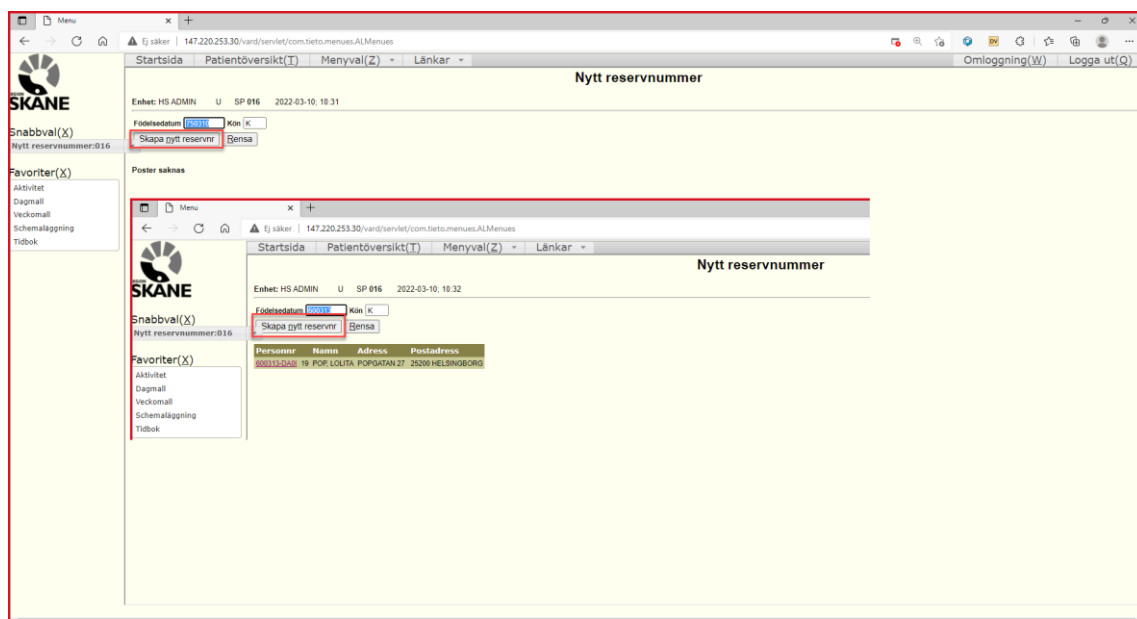 Menu
Ej säker | 147.220.253.30/vard/servlet/com.tieto.menues.ALMenues
Startsida Patientöversikt(T) Menyval(Z) Länkar Omloggning(W) Logga ut(Q)
Nytt reservnummer
SKÅNE
Enhet: HS ADMIN U SP 016 2022-03-10; 10:31
Födelsedatum Kön K
Skapa nytt reservnr Rensa
Snabbval(X)
Nytt reservnummer:016
Poster saknas
Favoriter(X)
Aktivitet
Dagmall
Veckomall
Schemaläggning
Tidbok
Menu
Ej säker | 147.220.253.30/vard/servlet/com.tieto.menues.ALMenues
Startsida Patientöversikt(T) Menyval(Z) Länkar
Nytt reservnummer
SKÅNE
Enhet: HS ADMIN U SP 016 2022-03-10; 10:32
Födelsedatum 600313 Kön K
Skapa nytt reservnr Rensa
Snabbval(X)
Nytt reservnummer:016
Personnr Namn Adress Postadress
19 POP, LOLITA POPGATAN 27 25200 HELSINGBORG
Favoriter(X)
Aktivitet
Dagmall
Veckomall
Schemaläggning
Tidbok